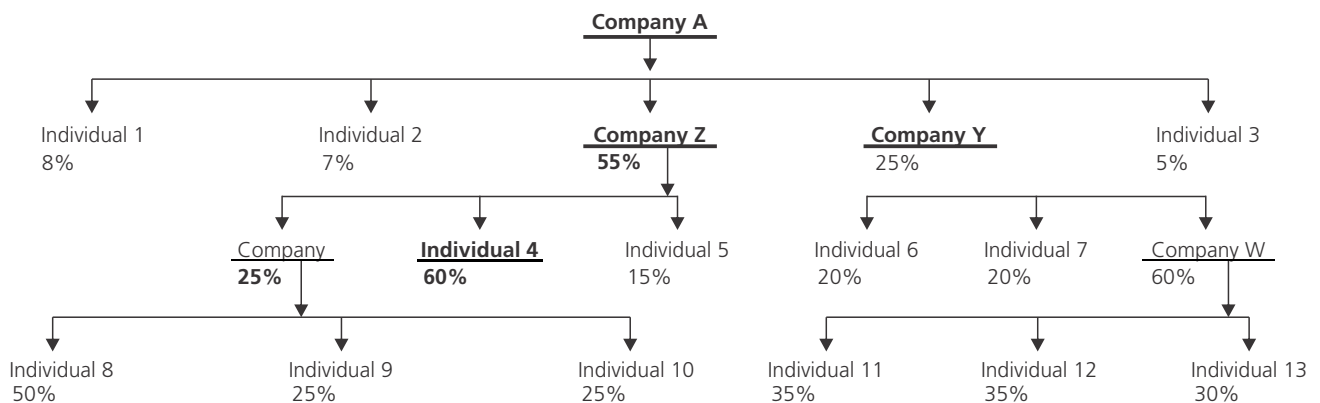 Company A
Individual 1 Individual 2 Company Z Company Y Individual 3
8% 7% 55% 25% 5%
Company Individual 4 Individual 5 Individual 6 Individual 7 Company W
25% 60% 15% 20% 20% 60%
Individual 8 Individual 9 Individual 10 Individual 11 Individual 12 Individual 13
50% 25% 25% 35% 35% 30%